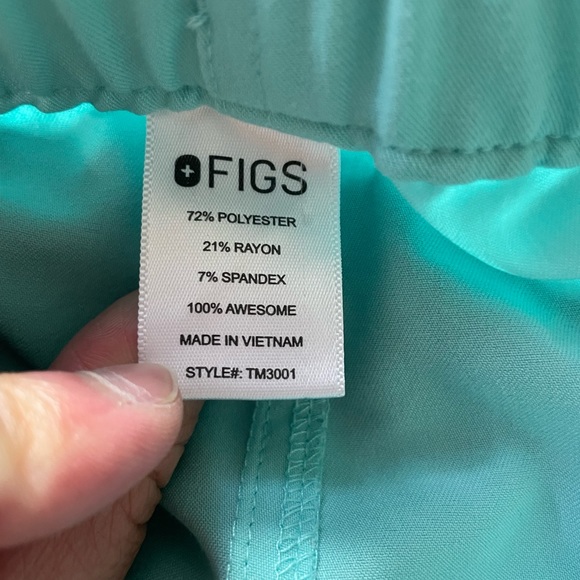 FIGS
72% POLYESTER
21% RAYON
7% SPANDEX
100% AWESOME
MADE IN VIETNAM
STYLE#: TM3001